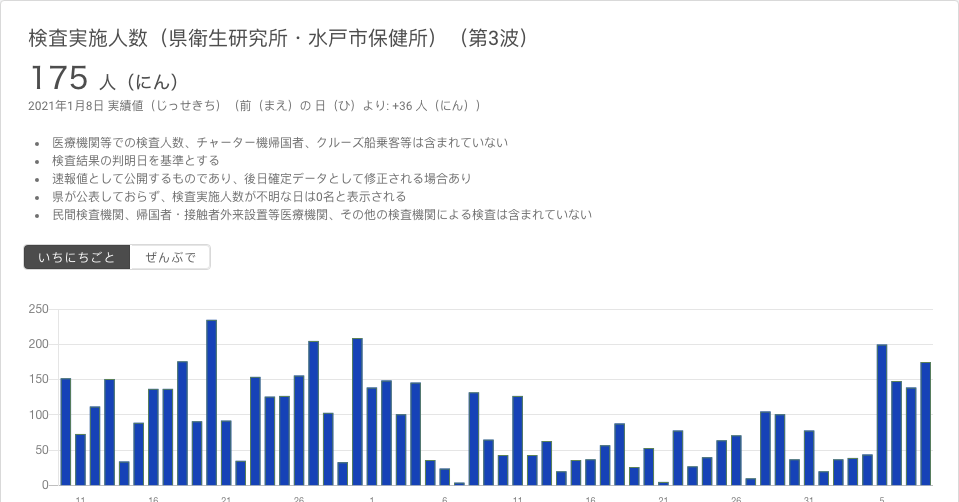 検査実施人数（県衛生研究所・水戸市保健所）（第3波）
175 人（にん）
2021年1月8日 実績値（じっせきち）（前（まえ）の 日（ひ）より: +36 人（にん））
• 医療機関等での検査人数、チャーター機帰国者、クルーズ船乗客等は含まれていない
• 検査結果の判明日を基準とする
• 速報値として公開するものであり、後日確定データとして修正される場合あり
• 県が公表しておらず、検査実施人数が不明な日は0名と表示される
• 民間検査機関、帰国者・接触者外来設置等医療機関、その他の検査機関による検査は含まれていない
いちにちごと ぜんぶで
250
200
150
100
50
0
11 16 21 26 1 6 11 16 21 26 31 5